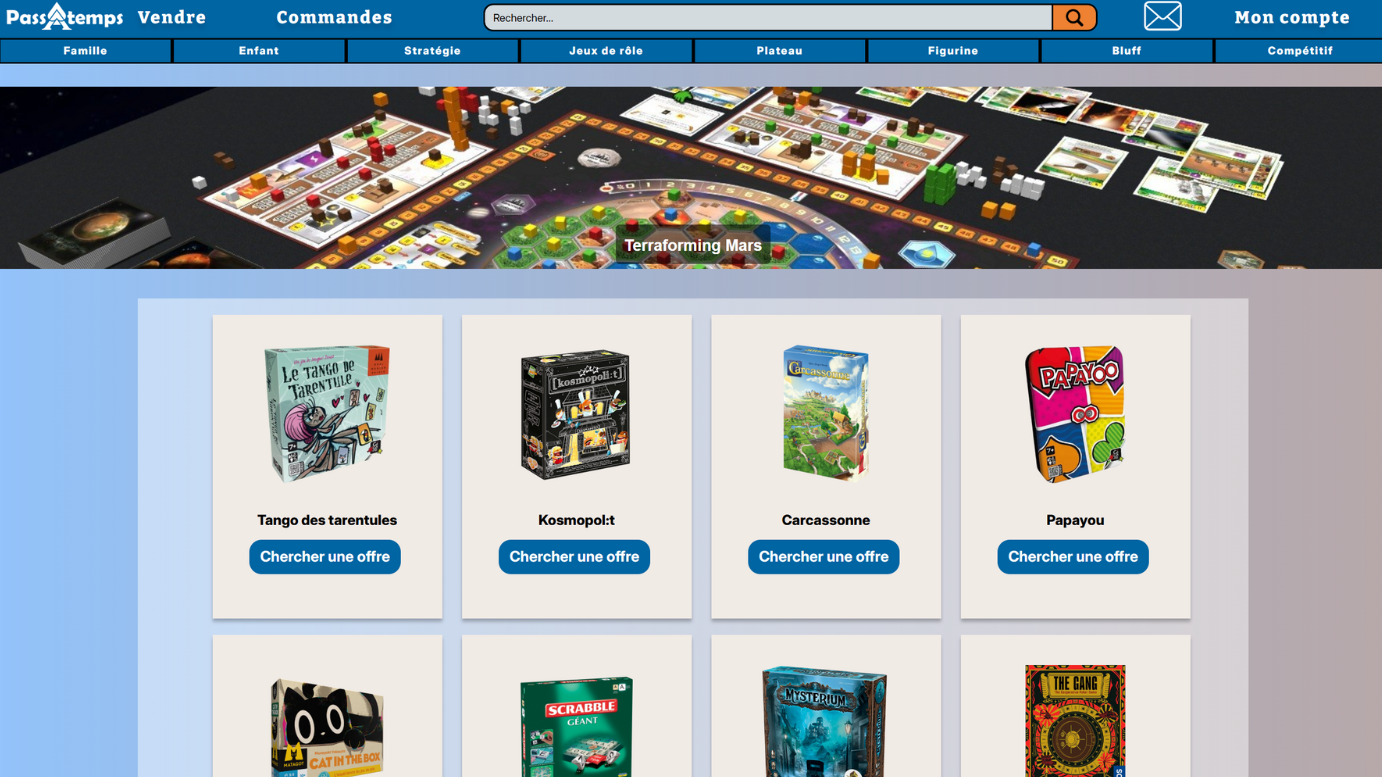 PassAtemps
Vendre
Commandes
Rechercher...
Mon compte
Famille
Enfant
Stratégie
Jeux de rôle
Plateau
Figurine
Bluff
Compétitif
Terraforming Mars
LE TANGO DE
TARENTULE
[kosmopoli:t]
Carcassonne
PAPAYOO
Tango des tarentules
Kosmopol:t
Carcassonne
Papayou
Chercher une offre
Chercher une offre
Chercher une offre
Chercher une offre
MATAGOT
CAT IN THE BOX
SCRABBLE
GÉANT
MYSTERIUM
THE GANG